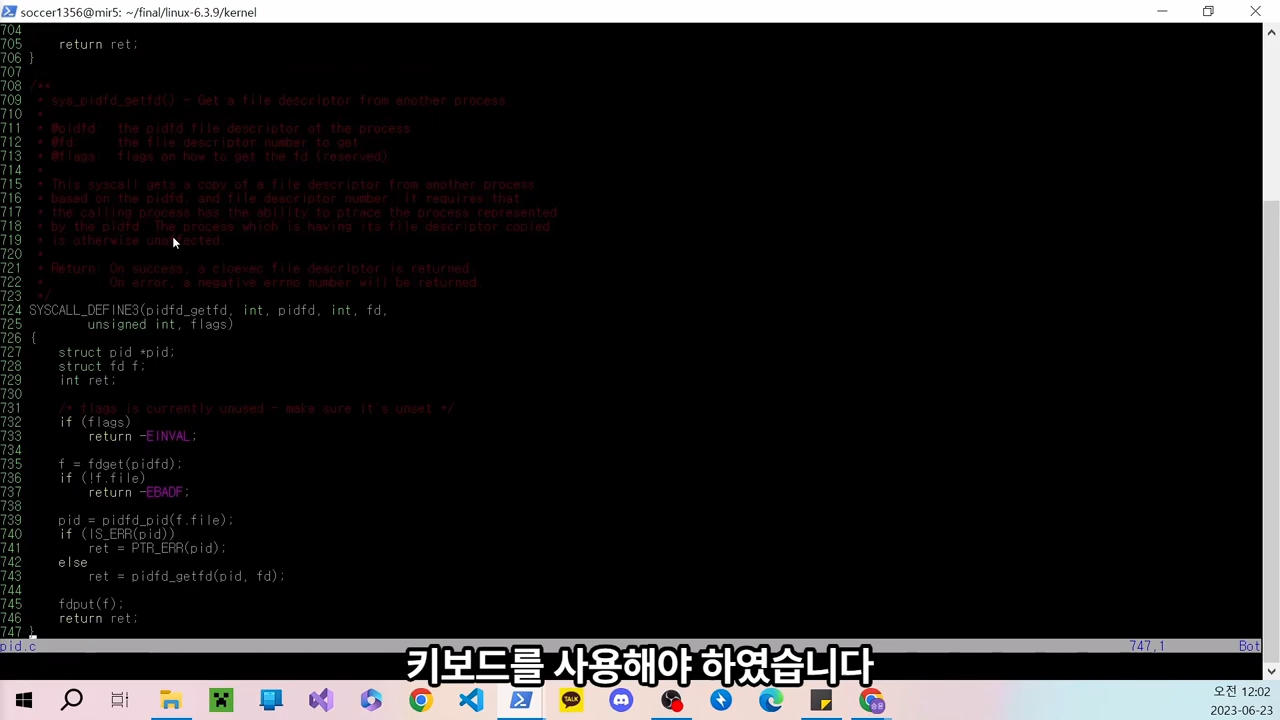 soccer1356@mir5: ~/final/linux-6.3.9/kernel
704
705     return ret;
706 }
707
708 /**
709  * sys_pidfd_getfd() - Get a file descriptor from another process
710  *
711  * @pidfd:  the pidfd file descriptor of the process
712  * @fd:     the file descriptor number to get
713  * @flags:  flags on how to get the fd (reserved)
714  *
715  * This syscall gets a copy of a file descriptor from another process
716  * based on the pidfd, and file descriptor number. It requires that
717  * the calling process has the ability to ptrace the process represented
718  * by the pidfd. The process which is having its file descriptor copied
719  * is otherwise unaffected.
720  *
721  * Return: On success, a cloexec file descriptor is returned.
722  *         On error, a negative errno number will be returned.
723  */
724 SYSCALL_DEFINE3(pidfd_getfd, int, pidfd, int, fd,
725         unsigned int, flags)
726 {
727     struct pid *pid;
728     struct fd f;
729     int ret;
730
731     /* flags is currently unused - make sure it's unset */
732     if (flags)
733         return -EINVAL;
734
735     f = fdget(pidfd);
736     if (!f.file)
737         return -EBADF;
738
739     pid = pidfd_pid(f.file);
740     if (IS_ERR(pid))
741         ret = PTR_ERR(pid);
742     else
743         ret = pidfd_getfd(pid, fd);
744
745     fdput(f);
746     return ret;
747 }
pid.c 747,1 Bot
키보드를 사용해야 하였습니다
TALK
오전 12:02
2023-06-23